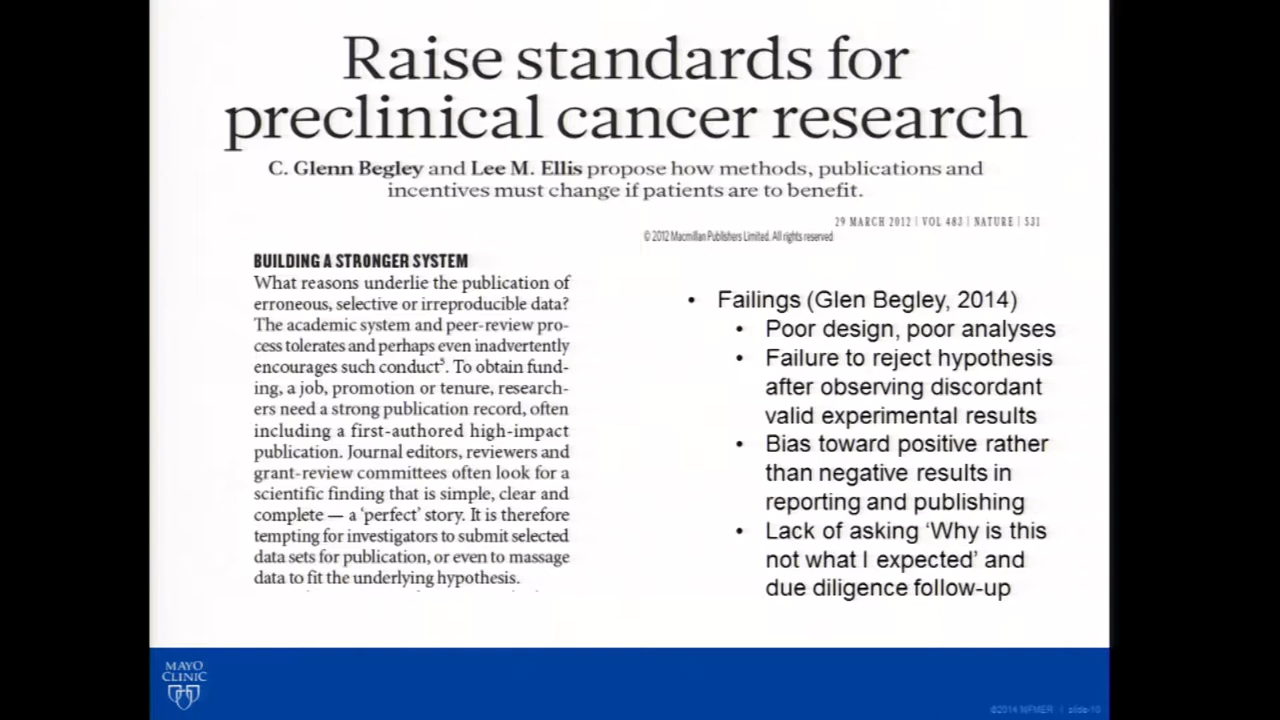 Raise standards for
preclinical cancer research
C. Glenn Begley and Lee M. Ellis propose how methods, publications and
incentives must change if patients are to benefit.
29 MARCH 2012 | VOL 483 | NATURE | 531
© 2012 Macmillan Publishers Limited. All rights reserved
BUILDING A STRONGER SYSTEM
What reasons underlie the publication of
erroneous, selective or irreproducible data?
The academic system and peer-review pro-
cess tolerates and perhaps even inadvertently
encourages such conduct⁵. To obtain fund-
ing, a job, promotion or tenure, research-
ers need a strong publication record, often
including a first-authored high-impact
publication. Journal editors, reviewers and
grant-review committees often look for a
scientific finding that is simple, clear and
complete — a ‘perfect’ story. It is therefore
tempting for investigators to submit selected
data sets for publication, or even to massage
data to fit the underlying hypothesis.
• Failings (Glen Begley, 2014)
• Poor design, poor analyses
• Failure to reject hypothesis
after observing discordant
valid experimental results
• Bias toward positive rather
than negative results in
reporting and publishing
• Lack of asking ‘Why is this
not what I expected’ and
due diligence follow-up
MAYO
CLINIC
©2014 MFMER | slide-10